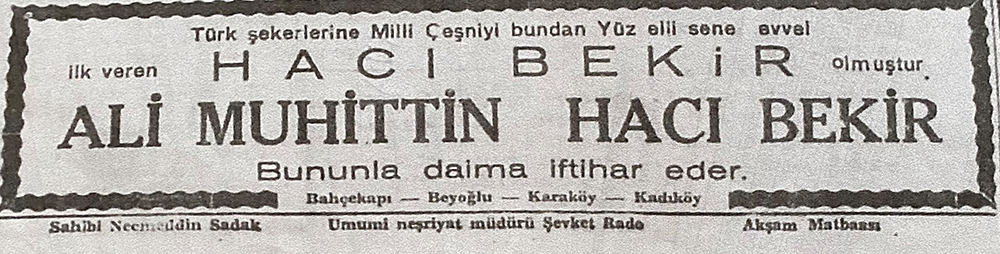 Türk şekerlerine Milli Çeşniyi bundan Yüz elli sene evvel
ilk veren HACI BEKİR olmuştur.
ALİ MUHİTTİN HACI BEKİR
Bununla daima iftihar eder.
Bahçekapı — Beyoğlu — Karaköy — Kadıköy
Sahibi Necmeddin Sadak Umumi neşriyat müdürü Şevket Rado Akşam Matbaası